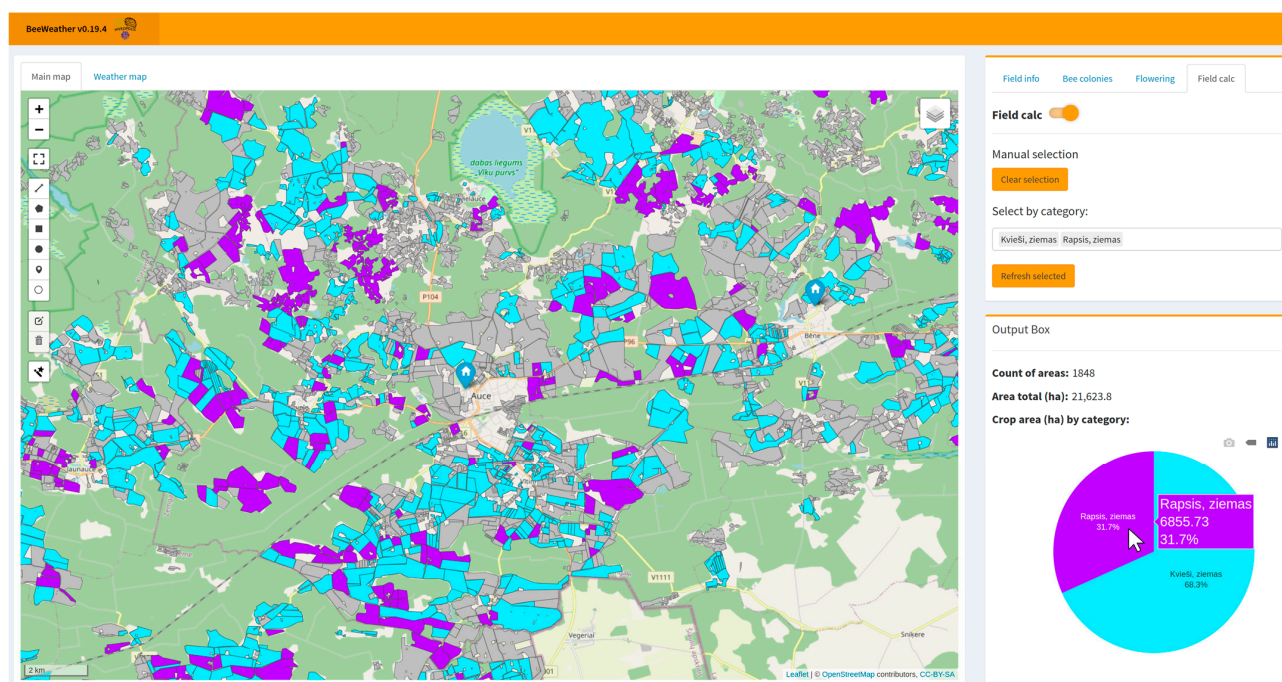 BeeWeather v0.19.4
Main map
Weather map
Field info
Bee colonies
Flowering
Field calc
+
−
dabas liegums
„Vīku purvs"
P104
P96
Bēne
Auce
V1111
Vegeriai
Snikere
2 km
Leaflet | © OpenStreetMap contributors, CC-BY-SA
Field calc
Manual selection
Clear selection
Select by category:
Kvieši, ziemas Rapsis, ziemas
Refresh selected
Output Box
Count of areas: 1848
Area total (ha): 21,623.8
Crop area (ha) by category:
Rapsis, ziemas
31.7%
Rapsis, ziemas
6855.73
31.7%
Kvieši, ziemas
68.3%